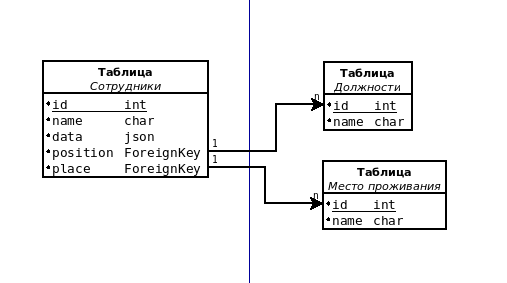 Таблица
Сотрудники
id int
name char
data json
position ForeignKey
place ForeignKey
1
1
n
Таблица
Должности
id int
name char
n
Таблица
Место проживания
id int
name char